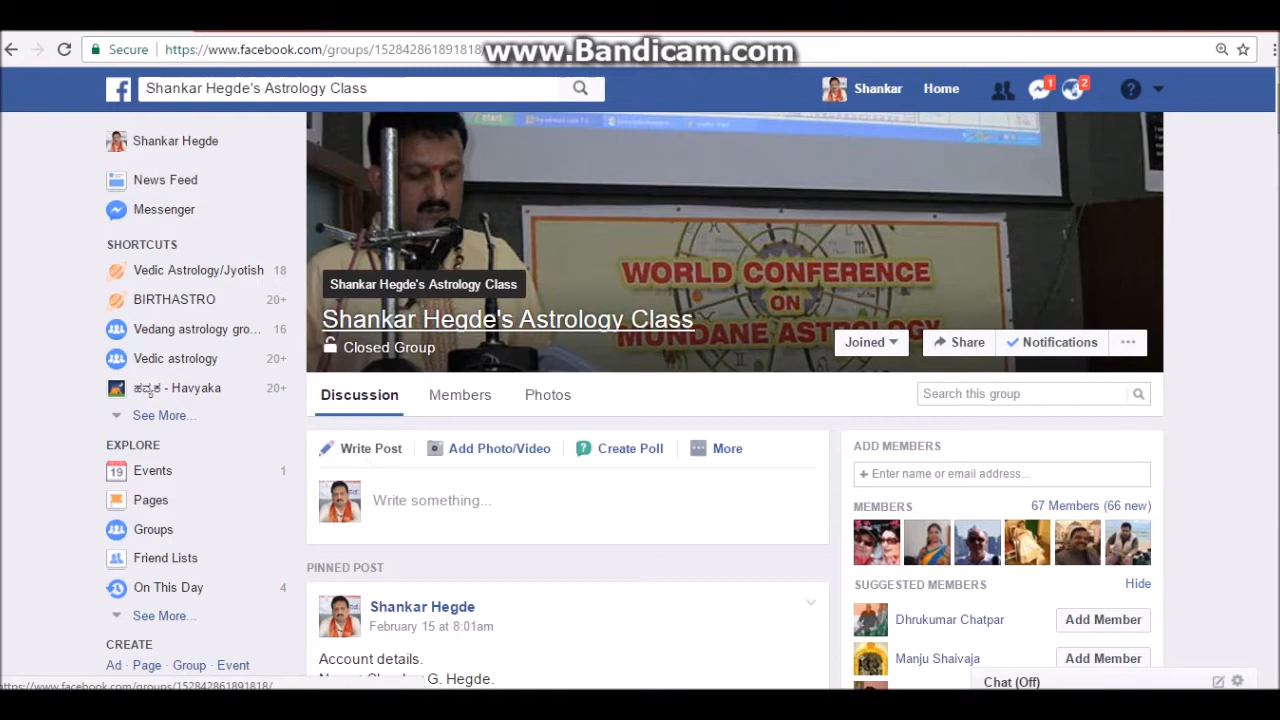 www.Bandicam.com
Secure https://www.facebook.com/groups/152842861891818
Shankar Hegde's Astrology Class
Shankar Home 1 2
Shankar Hegde
News Feed
Messenger
SHORTCUTS
Vedic Astrology/Jyotish 18
BIRTHASTRO 20+
Vedang astrology gro... 16
Vedic astrology 20+
ಹವ್ಯಕ - Havyaka 20+
See More...
EXPLORE
19 Events 1
Pages
Groups
Friend Lists
On This Day 4
See More...
CREATE
Ad · Page · Group · Event
https://www.facebook.com/groups/152842861891818/
WORLD CONFERENCE
ON
MUNDANE ASTROLOGY
Shankar Hegde's Astrology Class
Shankar Hegde's Astrology Class
Closed Group
Joined Share Notifications
Discussion Members Photos
Search this group
Write Post Add Photo/Video Create Poll More
Write something...
PINNED POST
Shankar Hegde
February 15 at 8:01am
Account details.
G. Hegde.
ADD MEMBERS
+ Enter name or email address...
MEMBERS 67 Members (66 new)
SUGGESTED MEMBERS Hide
Dhrukumar Chatpar Add Member
Manju Shaivaja Add Member
Chat (Off)